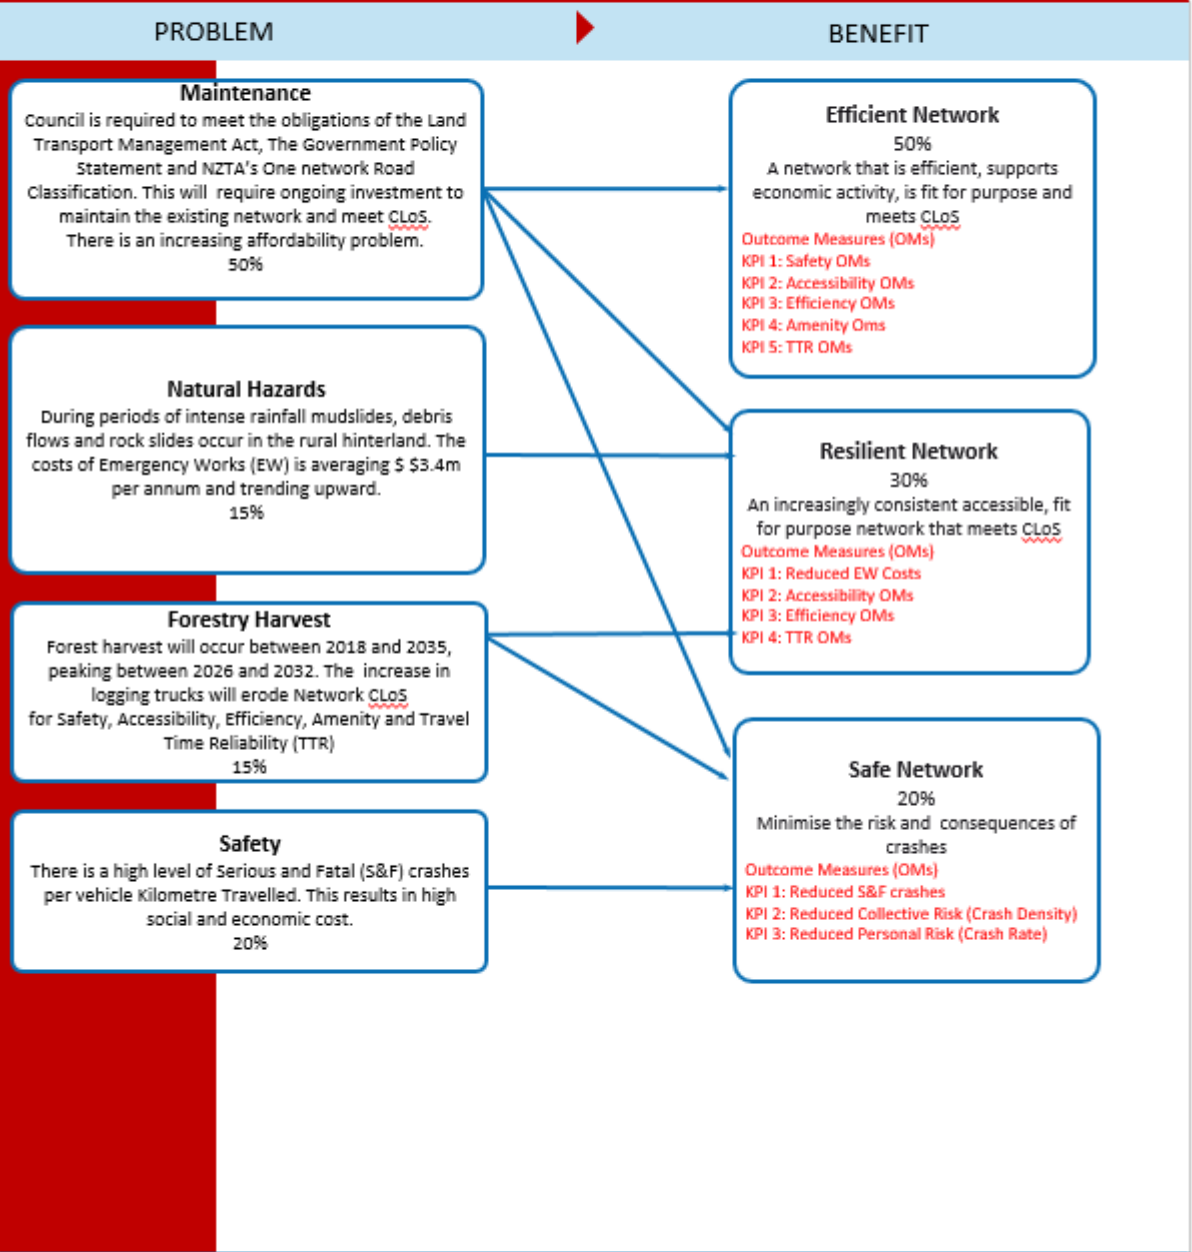 PROBLEM
BENEFIT
Maintenance
Council is required to meet the obligations of the Land
Transport Management Act, The Government Policy
Statement and NZTA's One network Road
Classification. This will  require ongoing investment to
maintain the existing network and meet CLoS.
There is an increasing affordability problem.
50%
Natural Hazards
During periods of intense rainfall mudslides, debris
flows and rock slides occur in the rural hinterland. The
costs of Emergency Works (EW) is averaging $ $3.4m
per annum and trending upward.
15%
Forestry Harvest
Forest harvest will occur between 2018 and 2035,
peaking between 2026 and 2032. The  increase in
logging trucks will erode Network CLoS
for Safety, Accessibility, Efficiency, Amenity and Travel
Time Reliability (TTR)
15%
Safety
There is a high level of Serious and Fatal (S&F) crashes
per vehicle Kilometre Travelled. This results in high
social and economic cost.
20%
Efficient Network
50%
A network that is efficient, supports
economic activity, is fit for purpose and
meets CLoS
Outcome Measures (OMs)
KPI 1: Safety OMs
KPI 2: Accessibility OMs
KPI 3: Efficiency OMs
KPI 4: Amenity Oms
KPI 5: TTR OMs
Resilient Network
30%
An increasingly consistent accessible, fit
for purpose network that meets CLoS
Outcome Measures (OMs)
KPI 1: Reduced EW Costs
KPI 2: Accessibility OMs
KPI 3: Efficiency OMs
KPI 4: TTR OMs
Safe Network
20%
Minimise the risk and  consequences of
crashes
Outcome Measures (OMs)
KPI 1: Reduced S&F crashes
KPI 2: Reduced Collective Risk (Crash Density)
KPI 3: Reduced Personal Risk (Crash Rate)